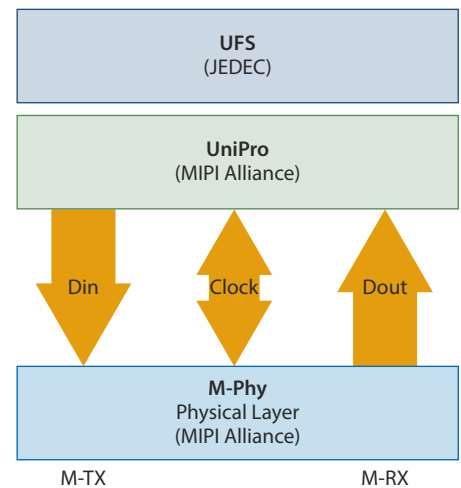 UFS
(JEDEC)
UniPro
(MIPI Alliance)
Din
Clock
Dout
M-Phy
Physical Layer
(MIPI Alliance)
M-TX
M-RX